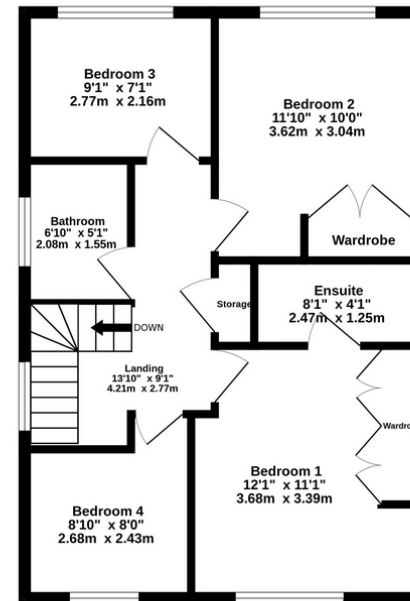 Bedroom 3
9'1" x 7'1"
2.77m x 2.16m
Bedroom 2
11'10" x 10'0"
3.62m x 3.04m
Bathroom
6'10" x 5'1"
2.08m x 1.55m
Wardrobe
Storage
Ensuite
8'1" x 4'1"
2.47m x 1.25m
DOWN
Landing
13'10" x 9'1"
4.21m x 2.77m
Wardro
Bedroom 1
12'1" x 11'1"
3.68m x 3.39m
Bedroom 4
8'10" x 8'0"
2.68m x 2.43m